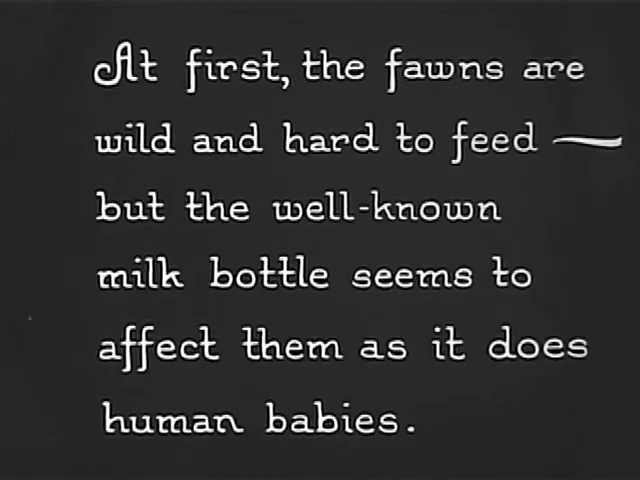 At first, the fawns are
wild and hard to feed —
but the well-known
milk bottle seems to
affect them as it does
human babies.